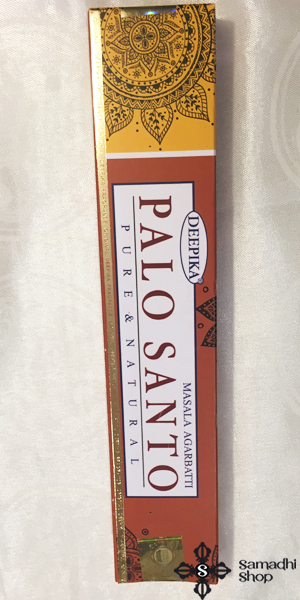 DEEPIKA
PALO SANTO
PURE & NATURAL
MASALA AGARBATTI
S
Samadhi
Shop